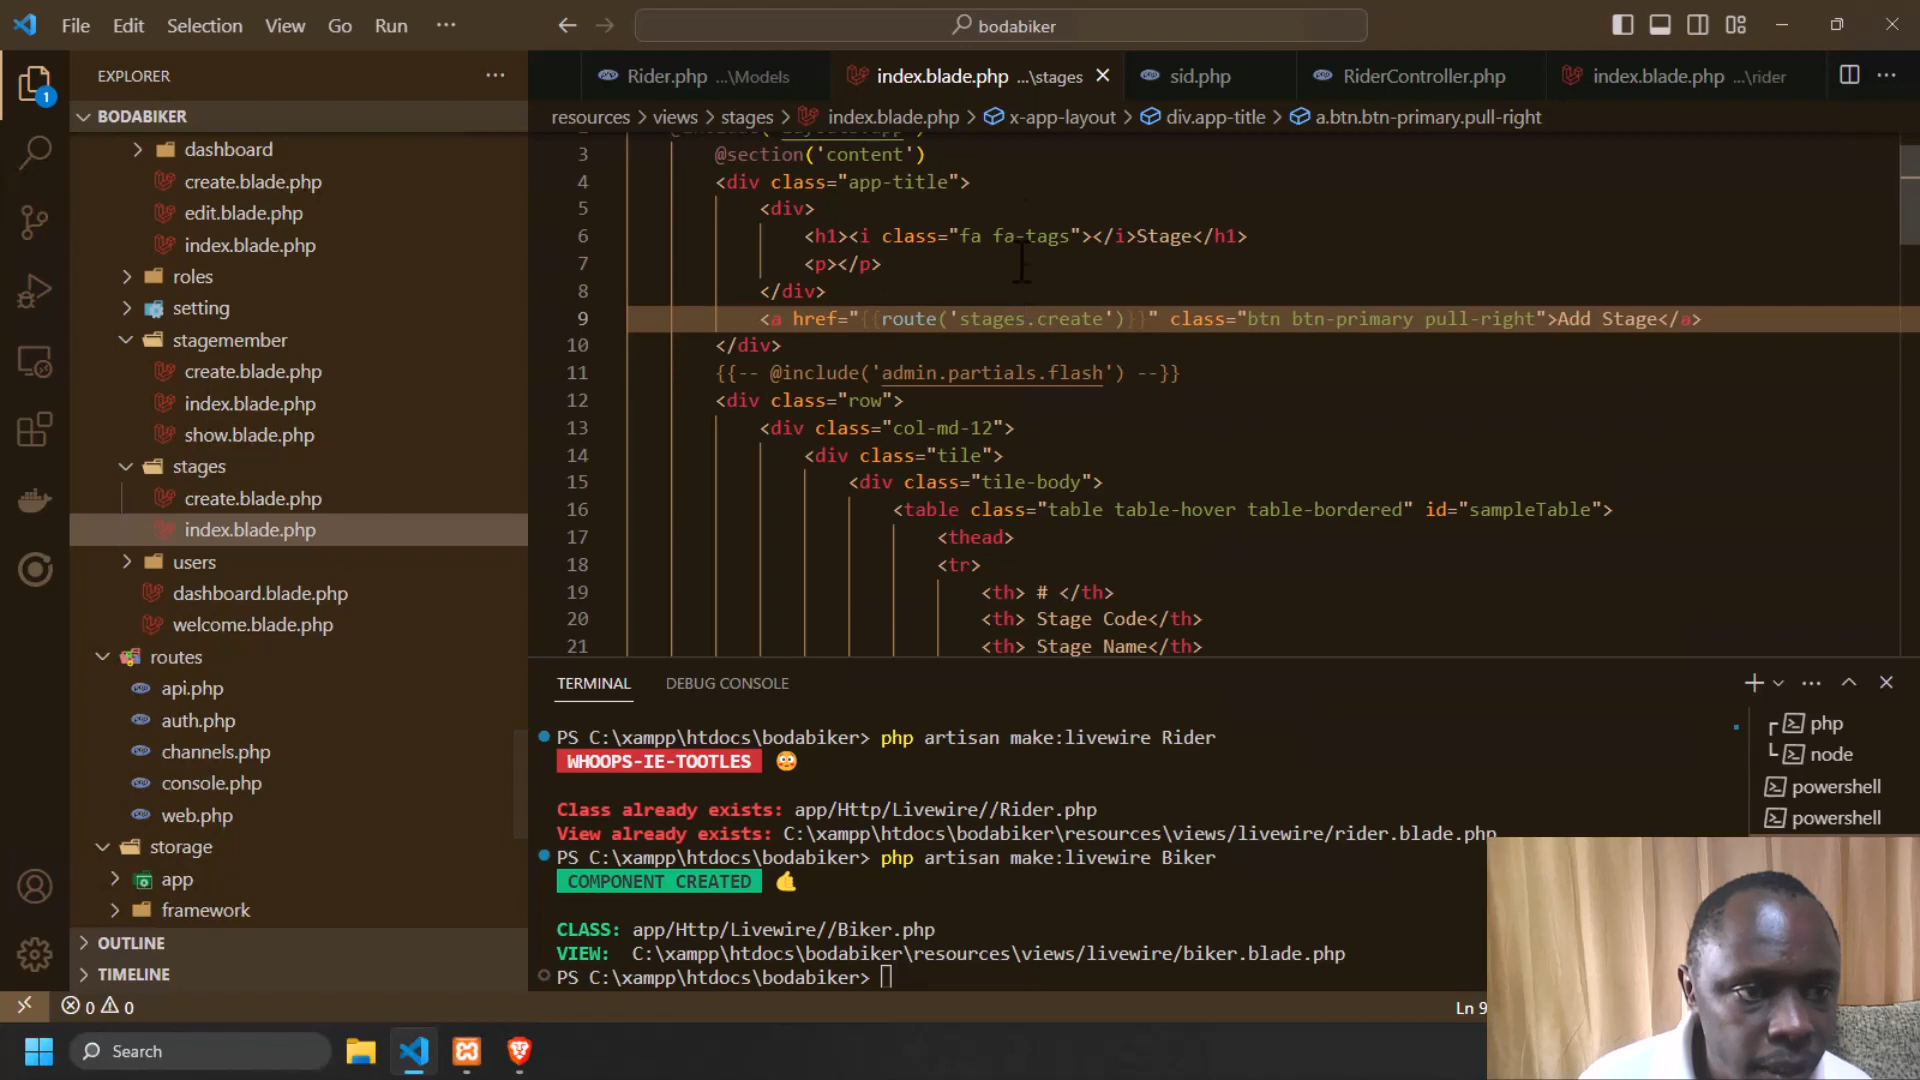 File Edit Selection View Go Run ···
bodabiker
EXPLORER
BODABIKER
dashboard
create.blade.php
edit.blade.php
index.blade.php
roles
setting
stagemember
create.blade.php
index.blade.php
show.blade.php
stages
create.blade.php
index.blade.php
users
dashboard.blade.php
welcome.blade.php
routes
api.php
auth.php
channels.php
console.php
web.php
storage
app
framework
OUTLINE
TIMELINE
1
Rider.php ...\Models
index.blade.php ...\stages
sid.php
RiderController.php
index.blade.php ...\rider
resources > views > stages > index.blade.php > x-app-layout > div.app-title > a.btn.btn-primary.pull-right
3 @section('content')
4 <div class="app-title">
5 <div>
6 <h1><i class="fa fa-tags"></i>Stage</h1>
7 <p></p>
8 </div>
9 <a href="{{route('stages.create')}}" class="btn btn-primary pull-right">Add Stage</a>
10 </div>
11 {{-- @include('admin.partials.flash') --}}
12 <div class="row">
13 <div class="col-md-12">
14 <div class="tile">
15 <div class="tile-body">
16 <table class="table table-hover table-bordered" id="sampleTable">
17 <thead>
18 <tr>
19 <th> # </th>
20 <th> Stage Code</th>
21 <th> Stage Name</th>
TERMINAL DEBUG CONSOLE
PS C:\xampp\htdocs\bodabiker> php artisan make:livewire Rider
WHOOPS-IE-TOOTLES
Class already exists: app/Http/Livewire//Rider.php
View already exists: C:\xampp\htdocs\bodabiker\resources\views/livewire/rider.blade.php
PS C:\xampp\htdocs\bodabiker> php artisan make:livewire Biker
COMPONENT CREATED
CLASS: app/Http/Livewire//Biker.php
VIEW: C:\xampp\htdocs\bodabiker\resources\views/livewire/biker.blade.php
PS C:\xampp\htdocs\bodabiker>
php
node
powershell
powershell
0 0
Ln 9
Search